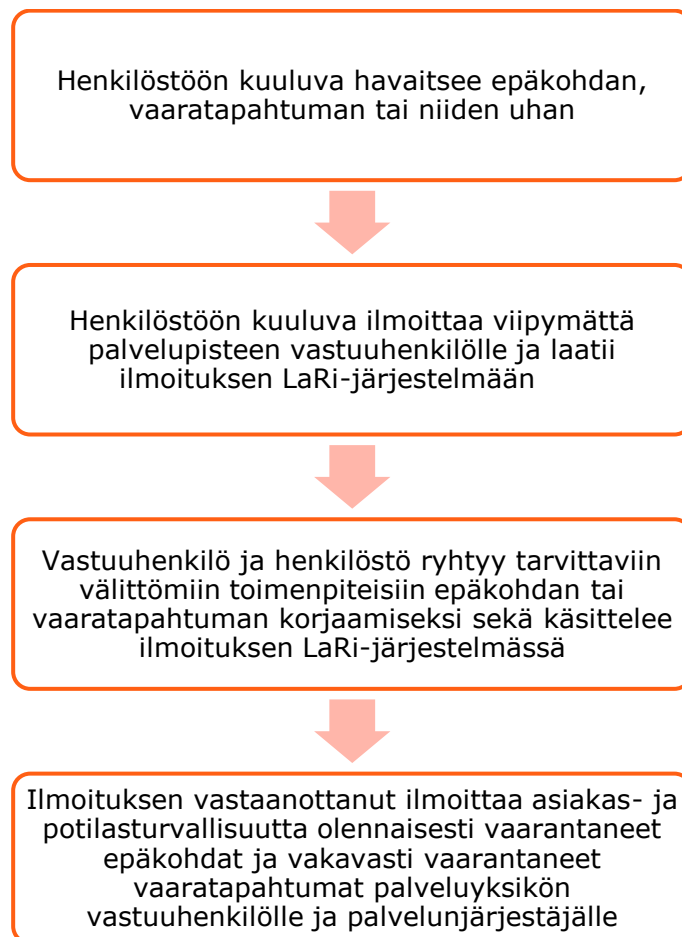 Henkilöstöön kuuluva havaitsee epäkohdan,
vaaratapahtuman tai niiden uhan
Henkilöstöön kuuluva ilmoittaa viipymättä
palvelupisteen vastuuhenkilölle ja laatii
ilmoituksen LaRi-järjestelmään
Vastuuhenkilö ja henkilöstö ryhtyy tarvittaviin
välittömiin toimenpiteisiin epäkohdan tai
vaaratapahtuman korjaamiseksi sekä käsittelee
ilmoituksen LaRi-järjestelmässä
Ilmoituksen vastaanottanut ilmoittaa asiakas- ja
potilasturvallisuutta olennaisesti vaarantaneet
epäkohdat ja vakavasti vaarantaneet
vaaratapahtumat palveluyksikön
vastuuhenkilölle ja palvelunjärjestäjälle